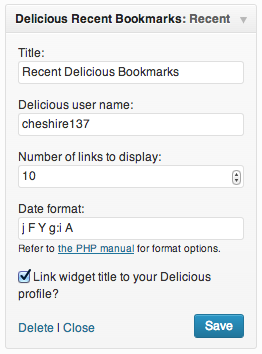 Delicious Recent Bookmarks: Recent
Title:
Recent Delicious Bookmarks
Delicious user name:
cheshire137
Number of links to display:
10
Date format:
j F Y g:i A
Refer to the PHP manual for format options.
Link widget title to your Delicious
profile?
Delete | Close
Save